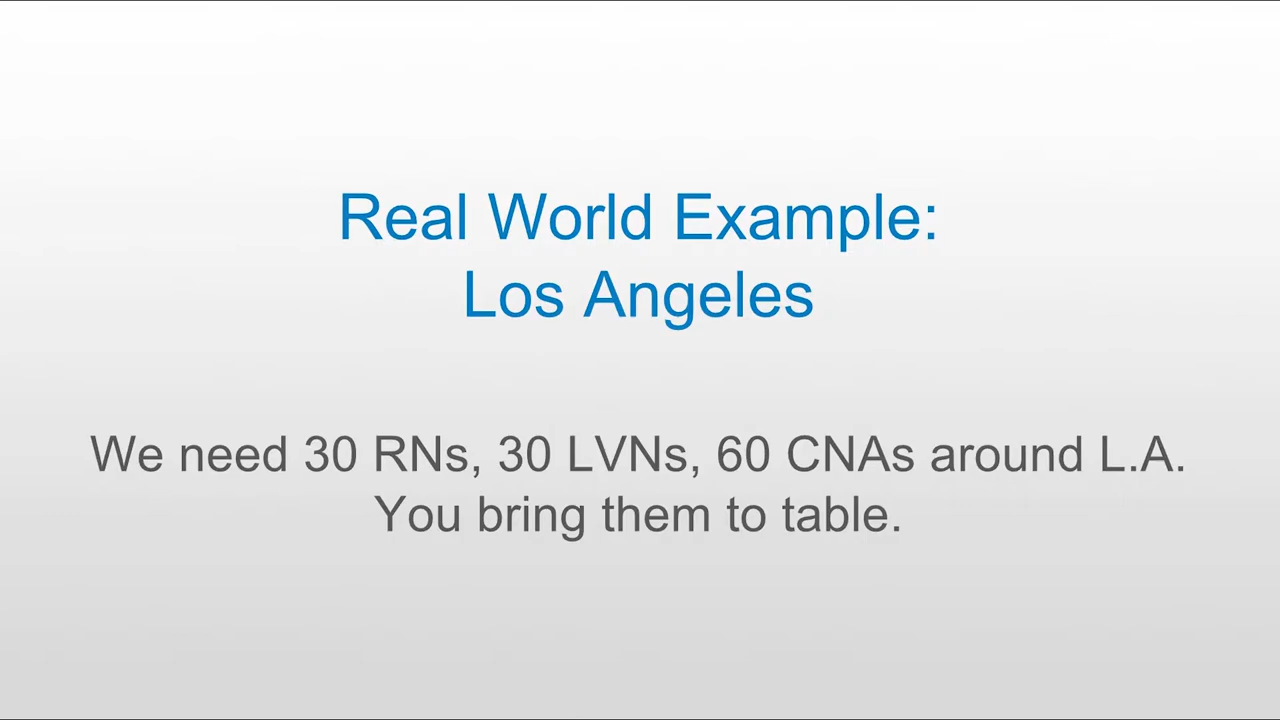 Real World Example:
Los Angeles
We need 30 RNs, 30 LVNs, 60 CNAs around L.A.
You bring them to table.